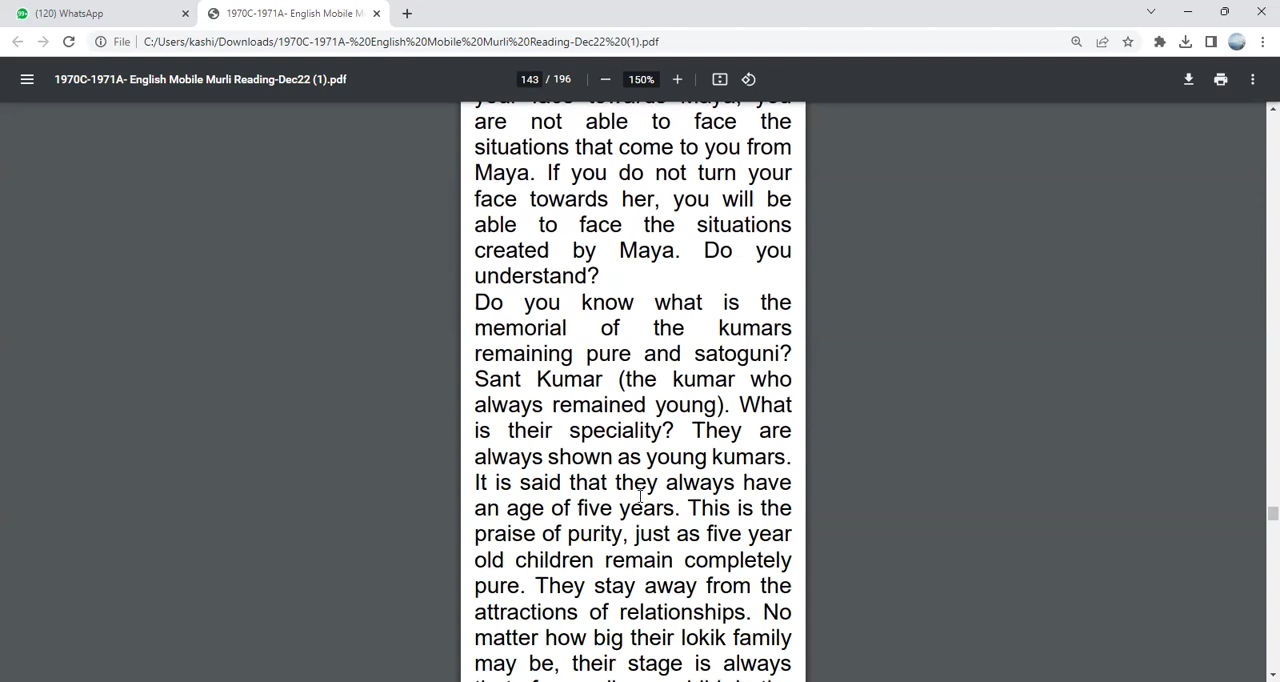 (120) WhatsApp
1970C-1971A- English Mobile M
File
C:/Users/kashi/Downloads/1970C-1971A-%20English%20Mobile%20Murli%20Reading-Dec22%20(1).pdf
1970C-1971A- English Mobile Murli Reading-Dec22 (1).pdf
143 / 196
150%
your face towards Maya, you
are not able to face the
situations that come to you from
Maya. If you do not turn your
face towards her, you will be
able to face the situations
created by Maya. Do you
understand?
Do you know what is the
memorial of the kumars
remaining pure and satoguni?
Sant Kumar (the kumar who
always remained young). What
is their speciality? They are
always shown as young kumars.
It is said that they always have
an age of five years. This is the
praise of purity, just as five year
old children remain completely
pure. They stay away from the
attractions of relationships. No
matter how big their lokik family
may be, their stage is always